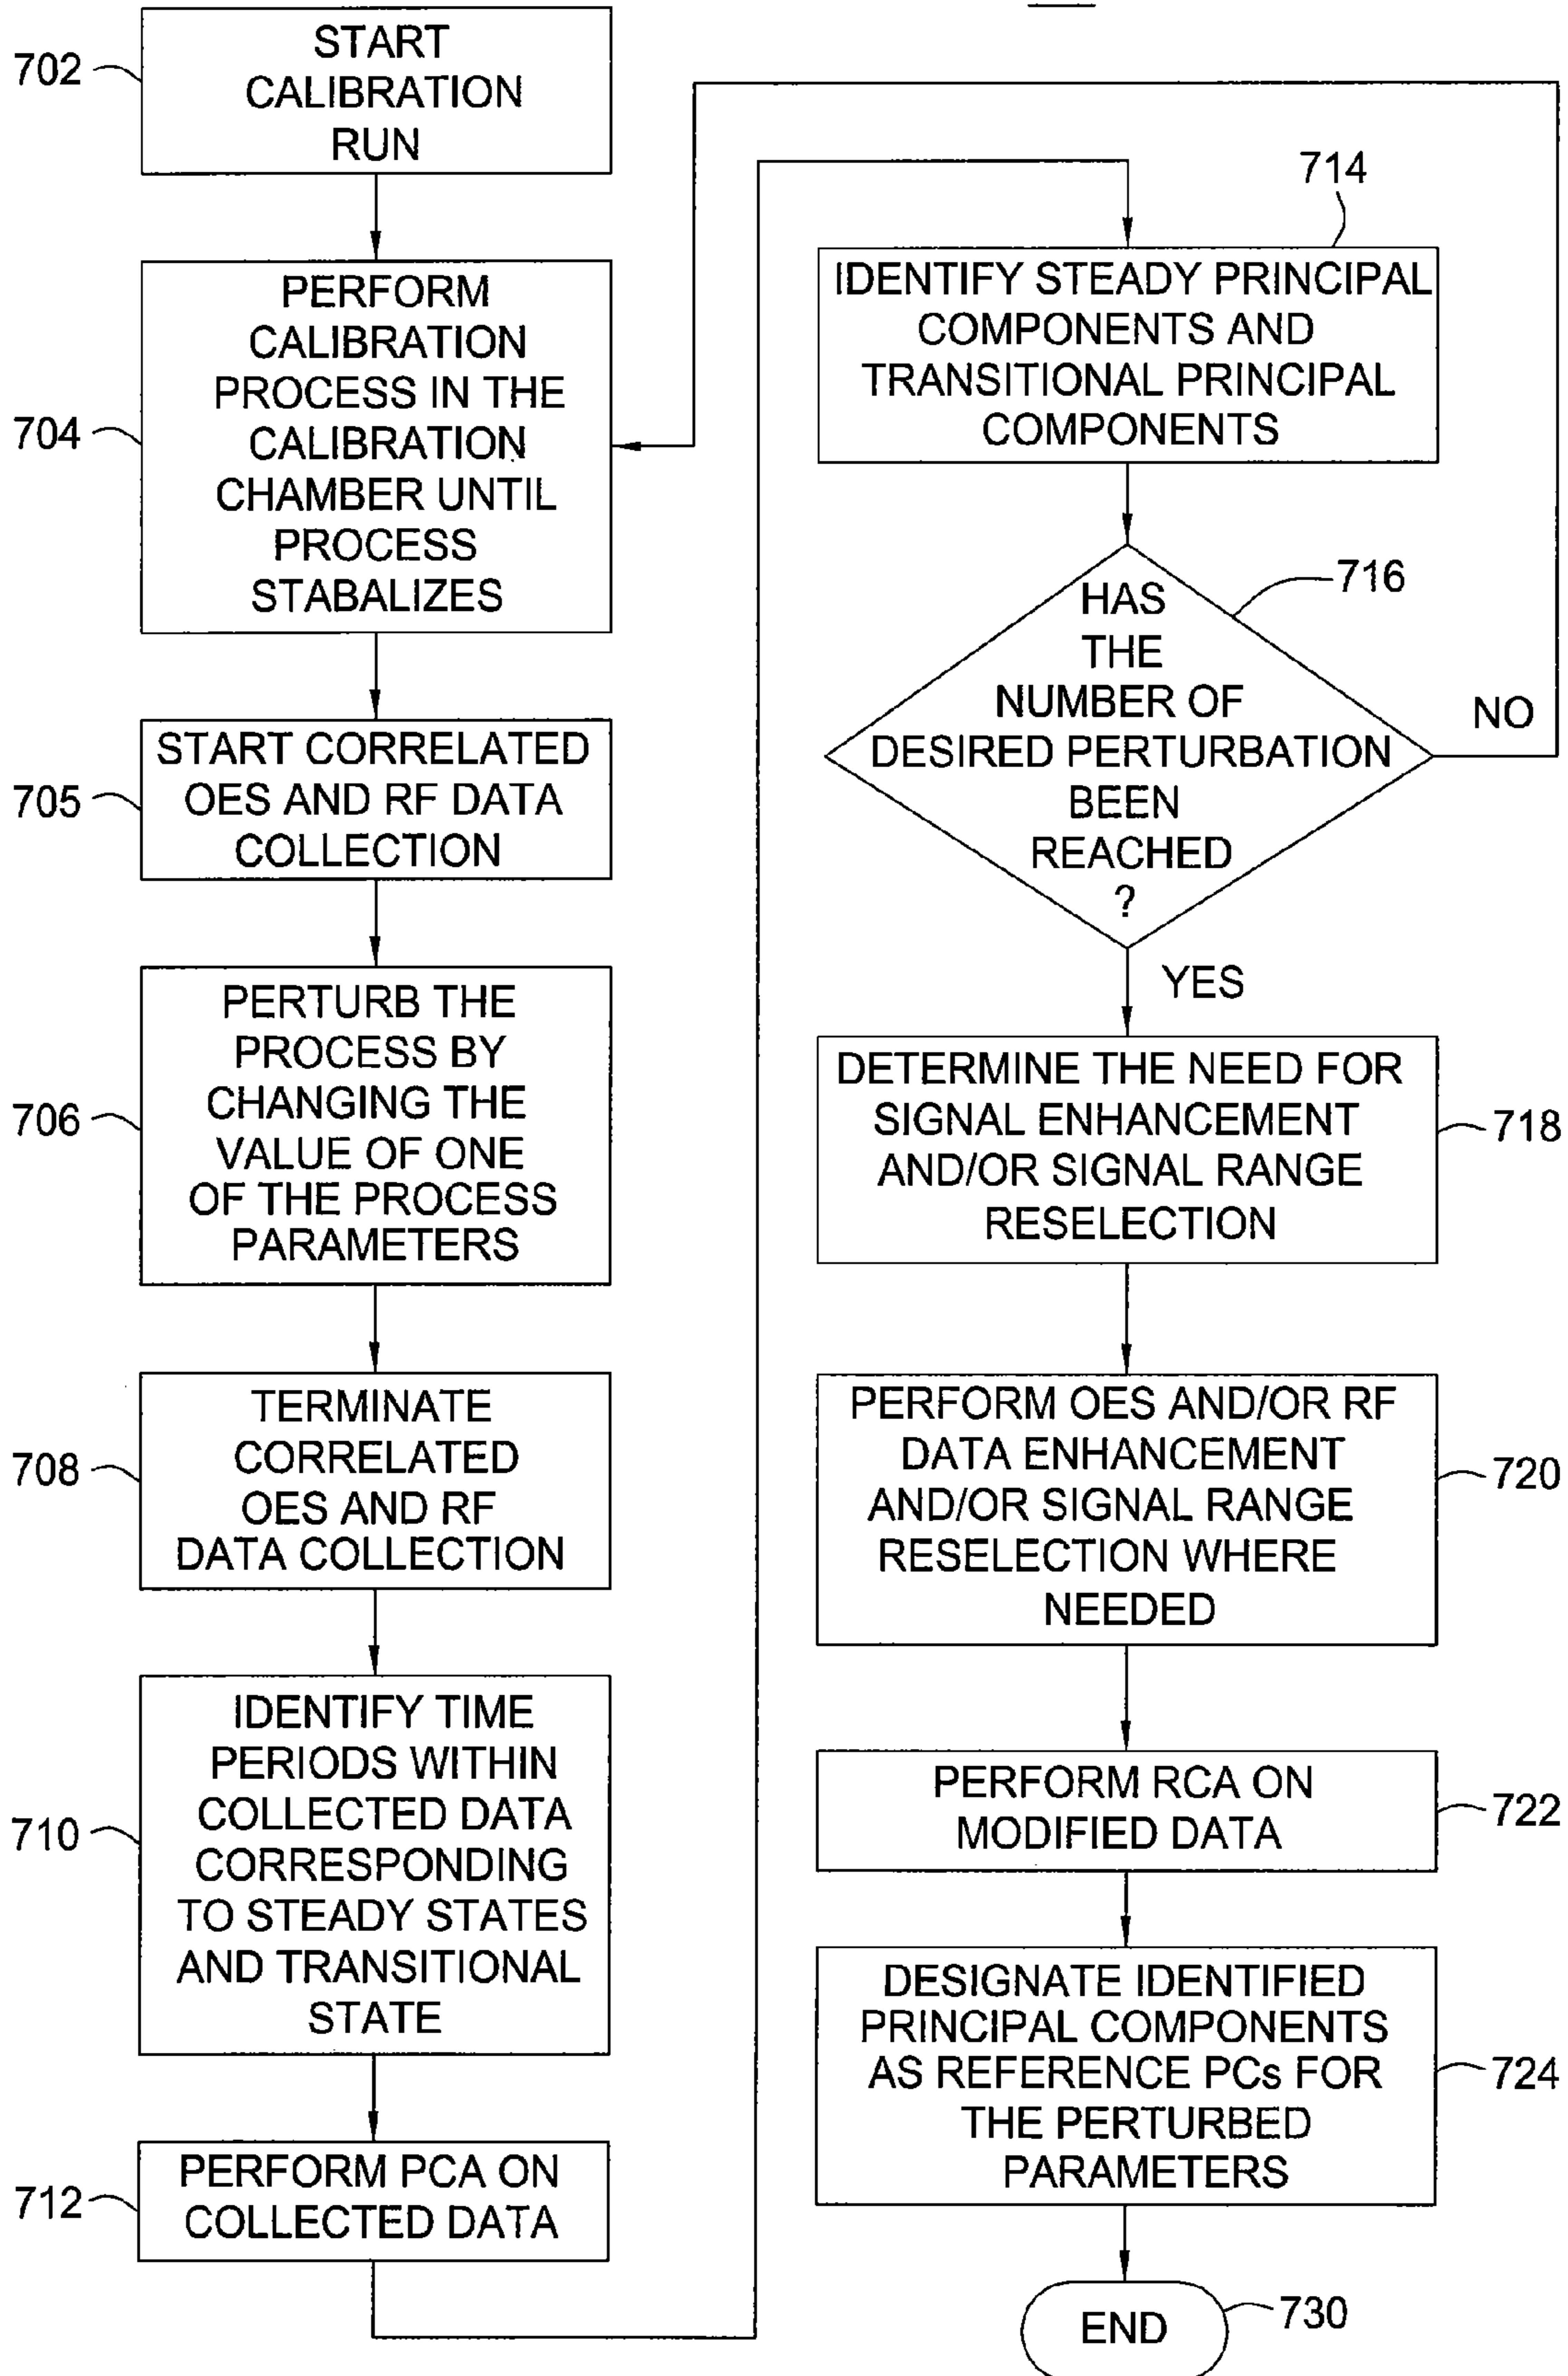 702
START
CALIBRATION
RUN
704
PERFORM
CALIBRATION
PROCESS IN THE
CALIBRATION
CHAMBER UNTIL
PROCESS
STABALIZES
705
START CORRELATED
OES AND RF DATA
COLLECTION
706
PERTURB THE
PROCESS BY
CHANGING THE
VALUE OF ONE
OF THE PROCESS
PARAMETERS
708
TERMINATE
CORRELATED
OES AND RF
DATA COLLECTION
710
IDENTIFY TIME
PERIODS WITHIN
COLLECTED DATA
CORRESPONDING
TO STEADY STATES
AND TRANSITIONAL
STATE
712
PERFORM PCA ON
COLLECTED DATA
714
IDENTIFY STEADY PRINCIPAL
COMPONENTS AND
TRANSITIONAL PRINCIPAL
COMPONENTS
716
HAS
THE
NUMBER OF
DESIRED PERTURBATION
BEEN
REACHED
?
NO
YES
DETERMINE THE NEED FOR
SIGNAL ENHANCEMENT
AND/OR SIGNAL RANGE
RESELECTION
718
PERFORM OES AND/OR RF
DATA ENHANCEMENT
AND/OR SIGNAL RANGE
RESELECTION WHERE
NEEDED
720
PERFORM RCA ON
MODIFIED DATA
722
DESIGNATE IDENTIFIED
PRINCIPAL COMPONENTS
AS REFERENCE PCs FOR
THE PERTURBED
PARAMETERS
724
END
730